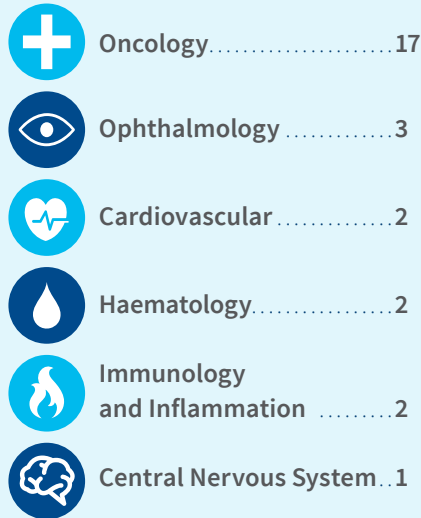 Oncology....................17
Ophthalmology..............3
Cardiovascular...............2
Haematology.................2
Immunology
and Inflammation.........2
Central Nervous System..1